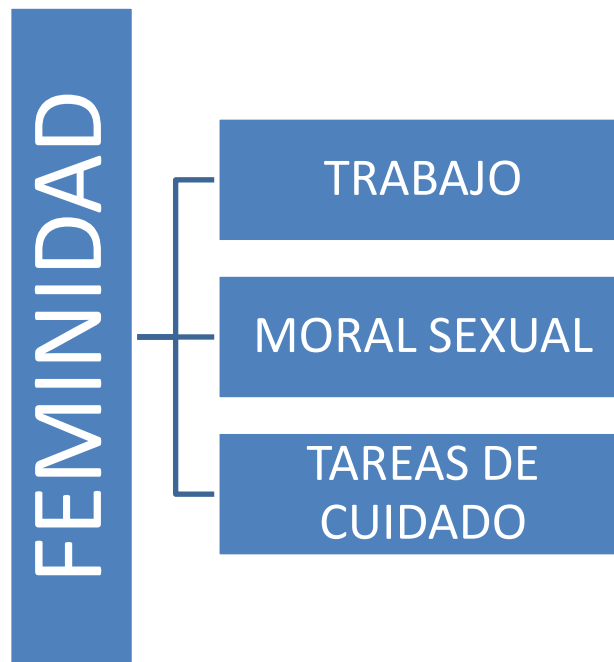 FEMINIDAD
TRABAJO
MORAL SEXUAL
TAREAS DE
CUIDADO